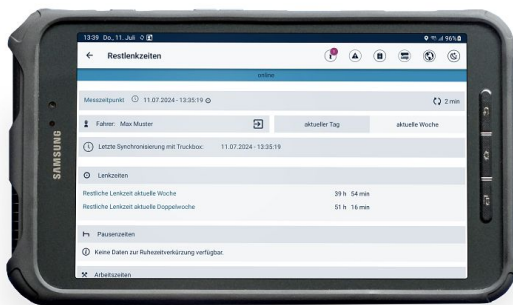 13:39 Do., 11. Juli
96%
Restlenkzeiten
online
Messzeitpunkt 11.07.2024 - 13:35:19
2 min
Fahrer: Max Muster
aktueller Tag
aktuelle Woche
Letzte Synchronisierung mit Truckbox: 11.07.2024 - 13:35:19
Lenkzeiten
Restliche Lenkzeit aktuelle Woche 39 h 54 min
Restliche Lenkzeit aktuelle Doppelwoche 51 h 16 min
Pausenzeiten
Keine Daten zur Ruhezeitverkürzung verfügbar.
Arbeitszeiten
SAMSUNG